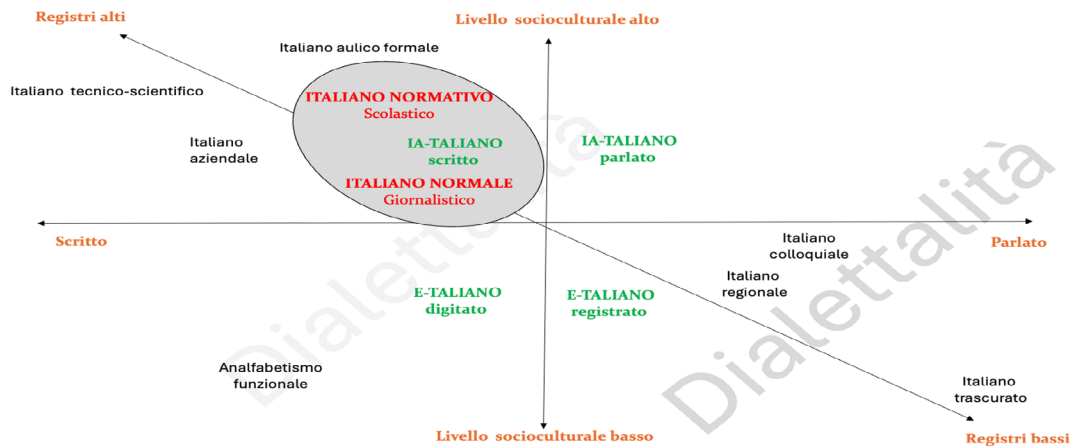 Registri alti
Livello socioculturale alto
Italiano aulico formale
Italiano tecnico-scientifico
ITALIANO NORMATIVO
Scolastico
Italiano
aziendale
IA-TALIANO
scritto
IA-TALIANO
parlato
ITALIANO NORMALE
Giornalistico
Scritto
Parlato
Italiano
colloquiale
Italiano
regionale
E-TALIANO
digitato
E-TALIANO
registrato
Dialettalità
Dialettalità
Analfabetismo
funzionale
Italiano
trascurato
Livello socioculturale basso
Registri bassi